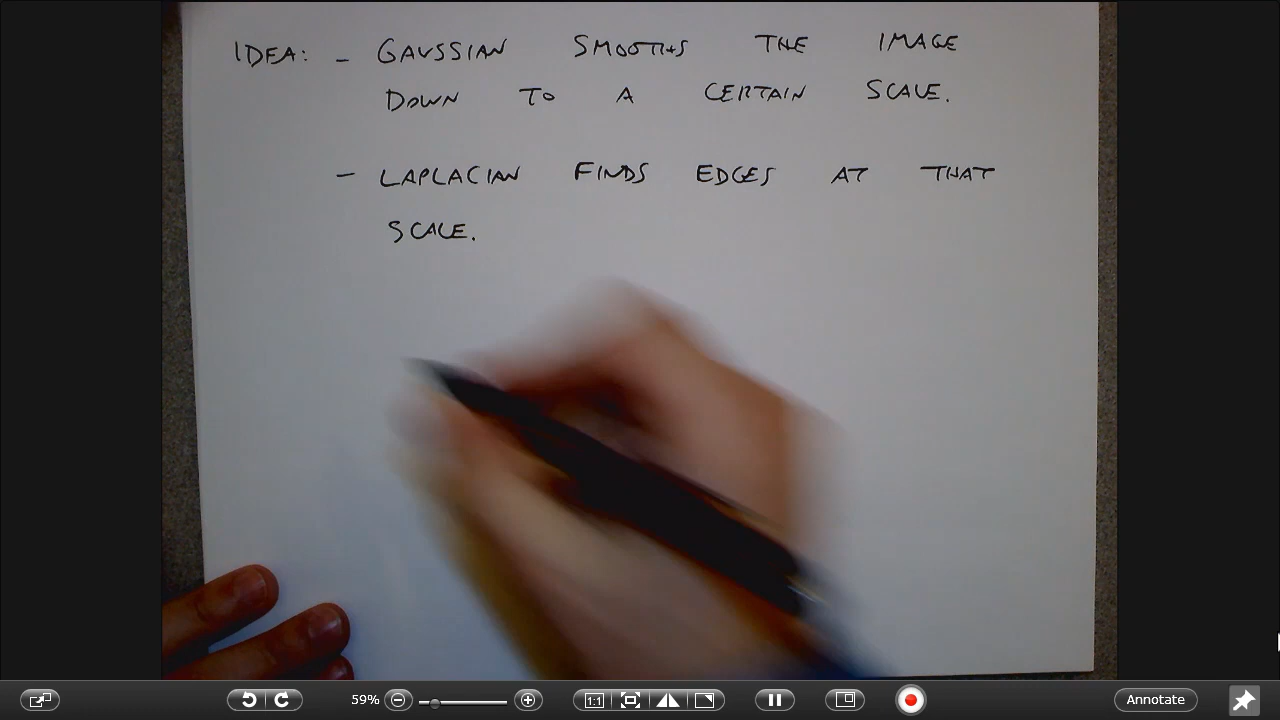 IDEA: - GAUSSIAN SMOOTHS THE IMAGE
DOWN TO A CERTAIN SCALE.
- LAPLACIAN FINDS EDGES AT THAT
SCALE.
59%
1:1
Annotate